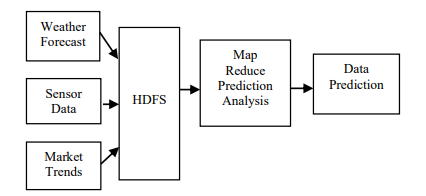 Weather
Forecast
Sensor
Data
Market
Trends
HDFS
Map
Reduce
Prediction
Analysis
Data
Prediction